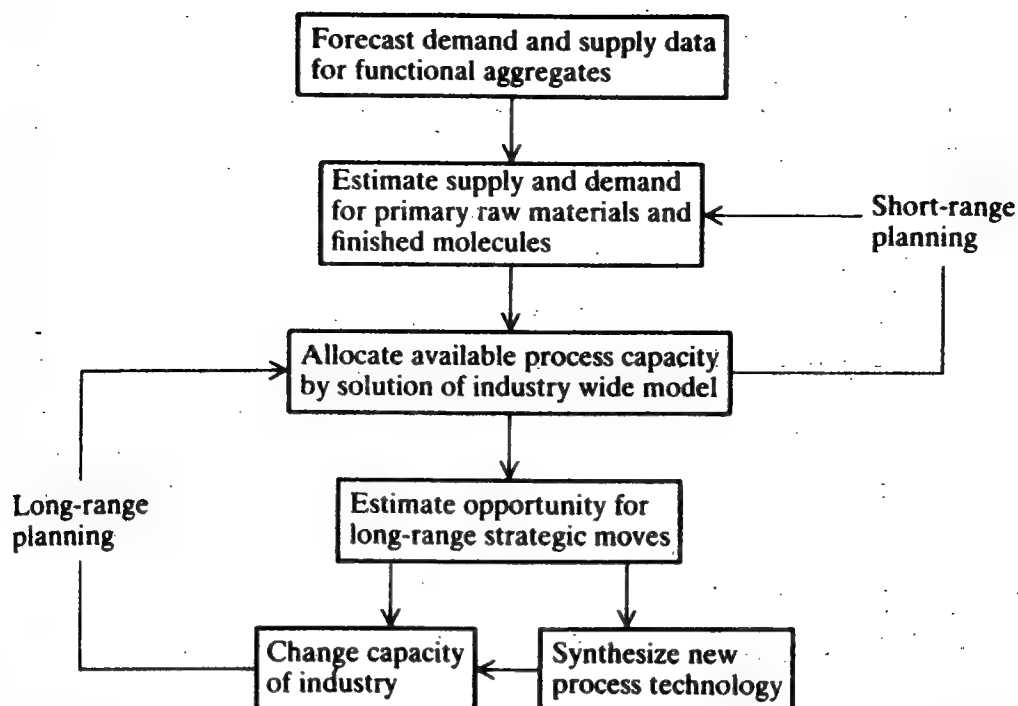 Forecast demand and supply data
for functional aggregates
Estimate supply and demand
for primary raw materials and
finished molecules
Short-range
planning
Allocate available process capacity
by solution of industry wide model
Estimate opportunity for
long-range strategic moves
Long-range
planning
Change capacity
of industry
Synthesize new
process technology